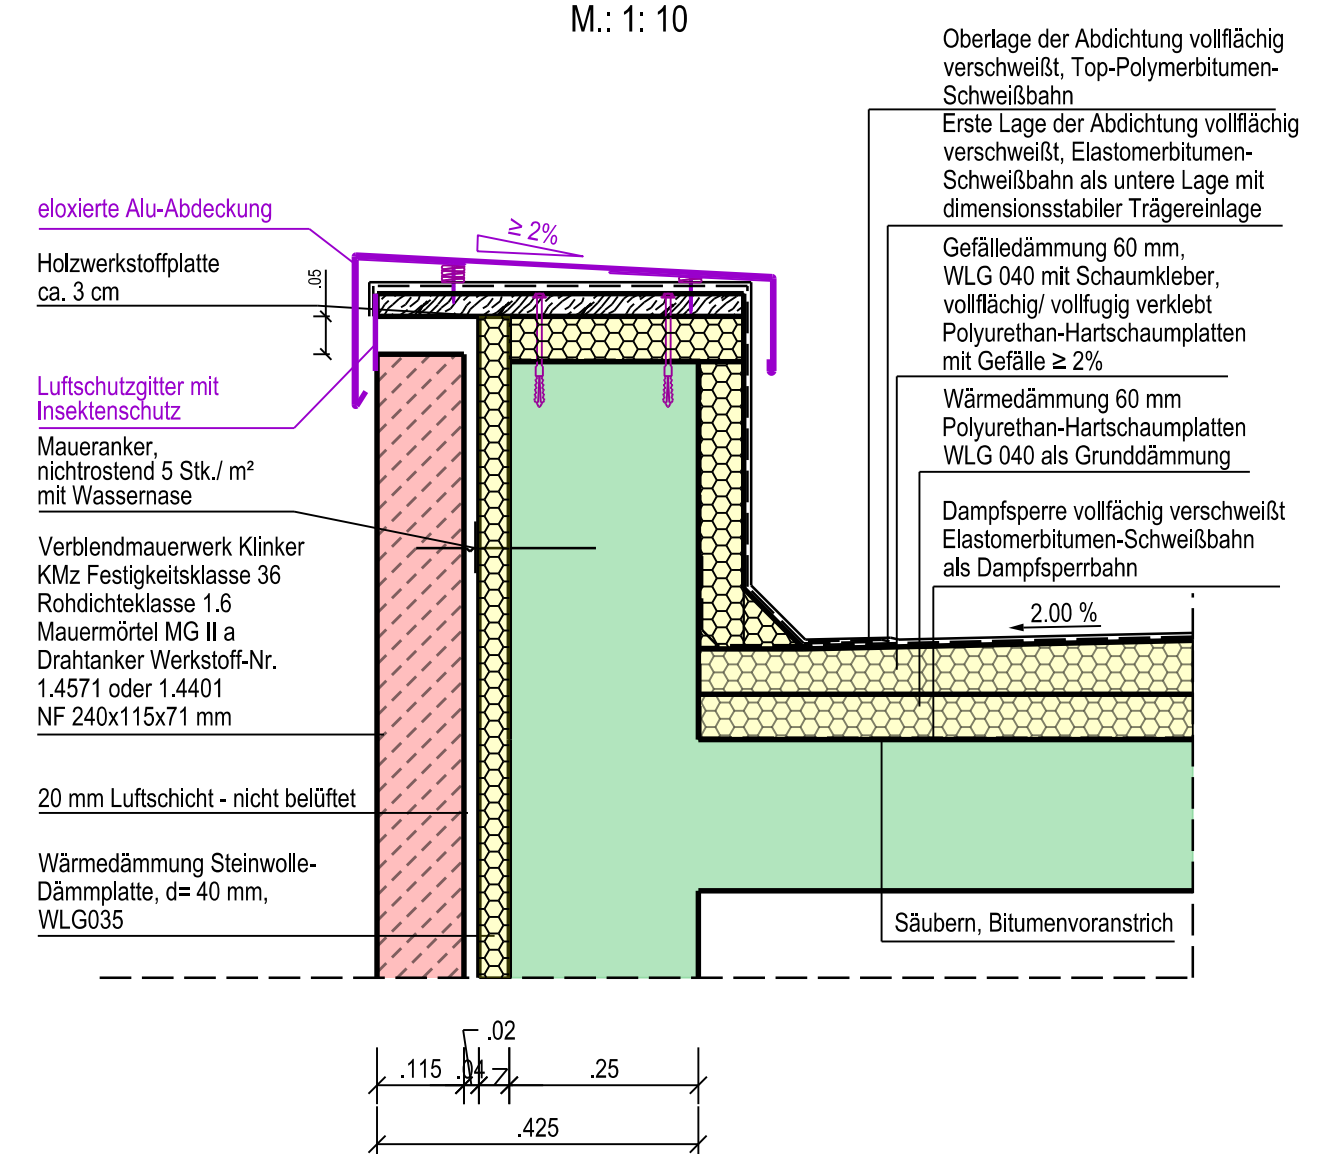 M.: 1: 10
Oberlage der Abdichtung vollflächig
verschweißt, Top-Polymerbitumen-
Schweißbahn
Erste Lage der Abdichtung vollflächig
verschweißt, Elastomerbitumen-
Schweißbahn als untere Lage mit
dimensionsstabiler Trägereinlage
Gefälledämmung 60 mm,
WLG 040 mit Schaumkleber,
vollflächig/ vollfugig verklebt
Polyurethan-Hartschaumplatten
mit Gefälle ≥ 2%
Wärmedämmung 60 mm
Polyurethan-Hartschaumplatten
WLG 040 als Grunddämmung
Dampfsperre vollfächig verschweißt
Elastomerbitumen-Schweißbahn
als Dampfsperrbahn
2.00 %
Säubern, Bitumenvoranstrich
eloxierte Alu-Abdeckung
≥ 2%
Holzwerkstoffplatte
ca. 3 cm
.05
Luftschutzgitter mit
Insektenschutz
Maueranker,
nichtrostend 5 Stk./ m²
mit Wassernase
Verblendmauerwerk Klinker
KMz Festigkeitsklasse 36
Rohdichteklasse 1.6
Mauermörtel MG II a
Drahtanker Werkstoff-Nr.
1.4571 oder 1.4401
NF 240x115x71 mm
20 mm Luftschicht - nicht belüftet
Wärmedämmung Steinwolle-
Dämmplatte, d= 40 mm,
WLG035
.02
.115 .04 .25
.425